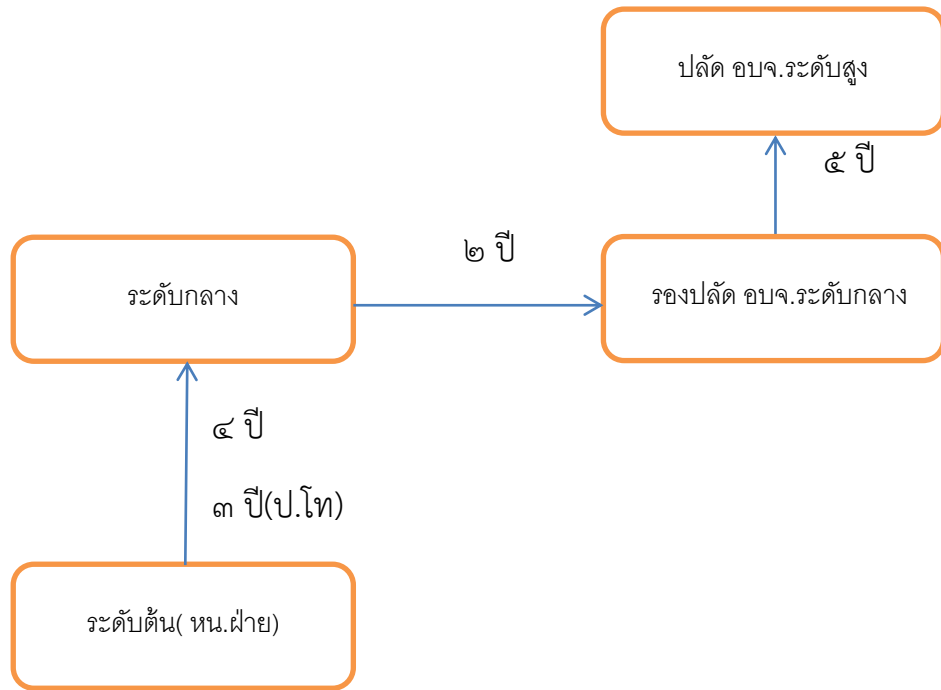 ปลัด อบจ.ระดับสูง
๕ ปี
๒ ปี
ระดับกลาง
รองปลัด อบจ.ระดับกลาง
๔ ปี
๓ ปี(ป.โท)
ระดับต้น( หน.ฝ่าย)